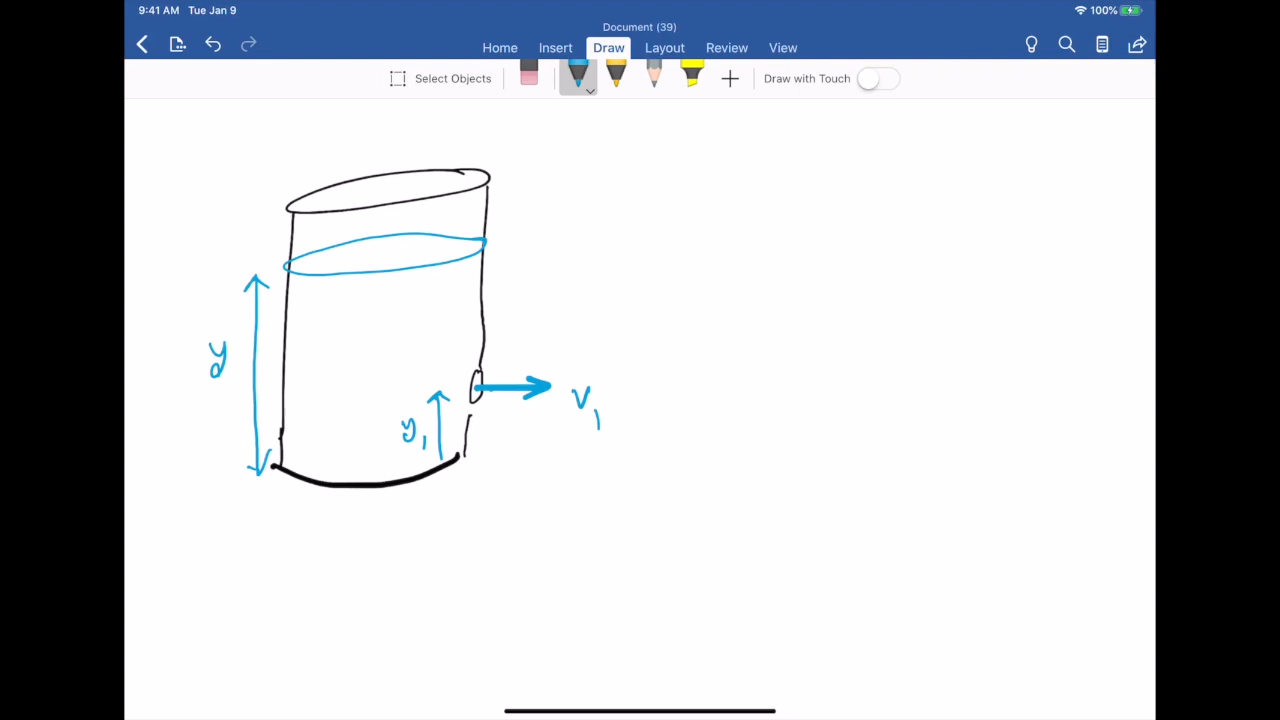 9:41 AM Tue Jan 9
100%
Document (39)
Home Insert Draw Layout Review View
Select Objects
Draw with Touch
y
y1
v1